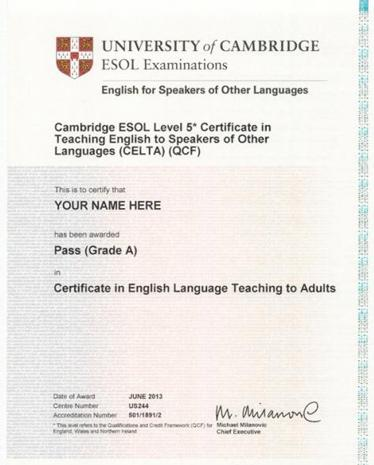 UNIVERSITY of CAMBRIDGE
ESOL Examinations
English for Speakers of Other Languages
Cambridge ESOL Level 5* Certificate in
Teaching English to Speakers of Other
Languages (CELTA) (QCF)
This is to certify that
YOUR NAME HERE
has been awarded
Pass (Grade A)
in
Certificate in English Language Teaching to Adults
Date of Award JUNE 2013
Centre Number US244
Accreditation Number 501/1891/2
M. Milanovic
* This level refers to the Qualifications and Credit Framework (QCF) for
England, Wales and Northern Ireland
Michael Milanovic
Chief Executive